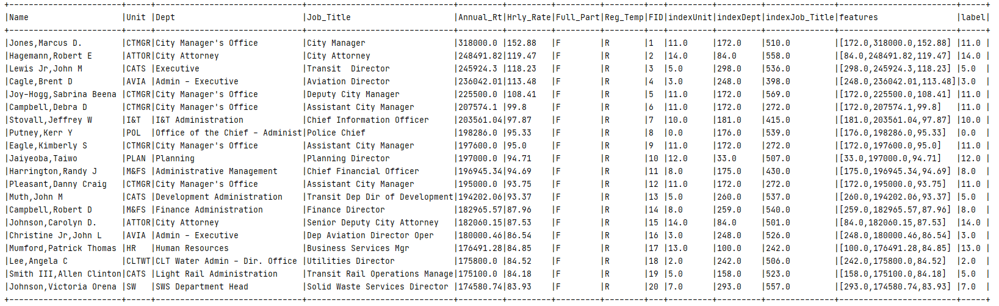 +-----------------------+-----+------------------------------+------------------------------+---------+---------+---------+--------+---+---------+---------+--------------+------------------------+-----+
|Name                   |Unit |Dept                          |Job_Title                     |Annual_Rt|Hrly_Rate|Full_Part|Reg_Temp|FID|indexUnit|indexDept|indexJob_Title|features                |label|
+-----------------------+-----+------------------------------+------------------------------+---------+---------+---------+--------+---+---------+---------+--------------+------------------------+-----+
|Jones,Marcus D.        |CTMGR|City Manager's Office         |City Manager                  |318000.0 |152.88   |F        |R       |1  |11.0     |172.0    |510.0         |[172.0,318000.0,152.88] |11.0 |
|Hagemann,Robert E      |ATTOR|City Attorney                 |City Attorney                 |248491.82|119.47   |F        |R       |2  |14.0     |84.0     |558.0         |[84.0,248491.82,119.47] |14.0 |
|Lewis Jr,John M        |CATS |Executive                     |Transit  Director             |245924.3 |118.23   |F        |R       |3  |5.0      |298.0    |536.0         |[298.0,245924.3,118.23] |5.0  |
|Cagle,Brent D          |AVIA |Admin - Executive             |Aviation Director             |236042.01|113.48   |F        |R       |4  |3.0      |248.0    |398.0         |[248.0,236042.01,113.48]|3.0  |
|Joy-Hogg,Sabrina Beena |CTMGR|City Manager's Office         |Deputy City Manager           |225500.0 |108.41   |F        |R       |5  |11.0     |172.0    |569.0         |[172.0,225500.0,108.41] |11.0 |
|Campbell,Debra D       |CTMGR|City Manager's Office         |Assistant City Manager        |207574.1 |99.8     |F        |R       |6  |11.0     |172.0    |272.0         |[172.0,207574.1,99.8]   |11.0 |
|Stovall,Jeffrey W      |I&T  |I&T Administration            |Chief Information Officer     |203561.04|97.87    |F        |R       |7  |10.0     |181.0    |415.0         |[181.0,203561.04,97.87] |10.0 |
|Putney,Kerr Y          |POL  |Office of the Chief - Administ|Police Chief                  |198286.0 |95.33    |F        |R       |8  |0.0      |176.0    |539.0         |[176.0,198286.0,95.33]  |0.0  |
|Eagle,Kimberly S       |CTMGR|City Manager's Office         |Assistant City Manager        |197600.0 |95.0     |F        |R       |9  |11.0     |172.0    |272.0         |[172.0,197600.0,95.0]   |11.0 |
|Jaiyeoba,Taiwo         |PLAN |Planning                      |Planning Director             |197000.0 |94.71    |F        |R       |10 |12.0     |33.0     |507.0         |[33.0,197000.0,94.71]   |12.0 |
|Harrington,Randy J     |M&FS |Administrative Management     |Chief Financial Officer       |196945.34|94.69    |F        |R       |11 |8.0      |175.0    |430.0         |[175.0,196945.34,94.69] |8.0  |
|Pleasant,Danny Craig   |CTMGR|City Manager's Office         |Assistant City Manager        |195000.0 |93.75    |F        |R       |12 |11.0     |172.0    |272.0         |[172.0,195000.0,93.75]  |11.0 |
|Muth,John M            |CATS |Development Administration    |Transit Dep Dir of Development|194202.06|93.37    |F        |R       |13 |5.0      |260.0    |537.0         |[260.0,194202.06,93.37] |5.0  |
|Campbell,Robert D      |M&FS |Finance Administration        |Finance Director              |182965.57|87.96    |F        |R       |14 |8.0      |259.0    |540.0         |[259.0,182965.57,87.96] |8.0  |
|Johnson,Carolyn D.     |ATTOR|City Attorney                 |Senior Deputy City Attorney   |182060.15|87.53    |F        |R       |15 |14.0     |84.0     |501.0         |[84.0,182060.15,87.53]  |14.0 |
|Christine Jr,John L    |AVIA |Admin - Executive             |Dep Aviation Director Oper    |180000.46|86.54    |F        |R       |16 |3.0      |248.0    |526.0         |[248.0,180000.46,86.54] |3.0  |
|Mumford,Patrick Thomas |HR   |Human Resources               |Business Services Mgr         |176491.28|84.85    |F        |R       |17 |13.0     |100.0    |242.0         |[100.0,176491.28,84.85] |13.0 |
|Lee,Angela C           |CLTWT|CLT Water Admin - Dir. Office |Utilities Director            |175800.0 |84.52    |F        |R       |18 |2.0      |242.0    |506.0         |[242.0,175800.0,84.52]  |2.0  |
|Smith III,Allen Clinton|CATS |Light Rail Administration     |Transit Rail Operations Manage|175100.0 |84.18    |F        |R       |19 |5.0      |158.0    |523.0         |[158.0,175100.0,84.18]  |5.0  |
|Johnson,Victoria Orena |SW   |SWS Department Head           |Solid Waste Services Director |174580.74|83.93    |F        |R       |20 |7.0      |293.0    |557.0         |[293.0,174580.74,83.93] |7.0  |
+-----------------------+-----+------------------------------+------------------------------+---------+---------+---------+--------+---+---------+---------+--------------+------------------------+-----+